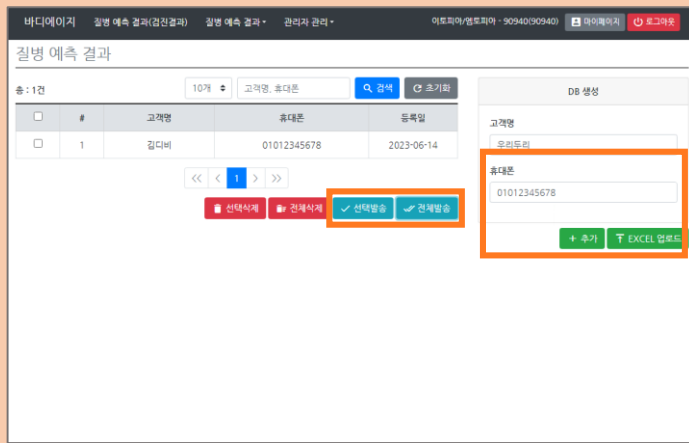 바디에이지 질병 예측 결과(검진결과) 질병 예측 결과 관리자 관리 이토피아/엠토피아 - 90940(90940) 마이페이지 로그아웃
질병 예측 결과
총 : 1건 10개 고객명, 휴대폰 검색 초기화
# 고객명 휴대폰 등록일
1 김디비 01012345678 2023-06-14
<< < 1 > >>
선택삭제 전체삭제 선택발송 전체발송
DB 생성
고객명
우리두리
휴대폰
01012345678
+ 추가 EXCEL 업로드